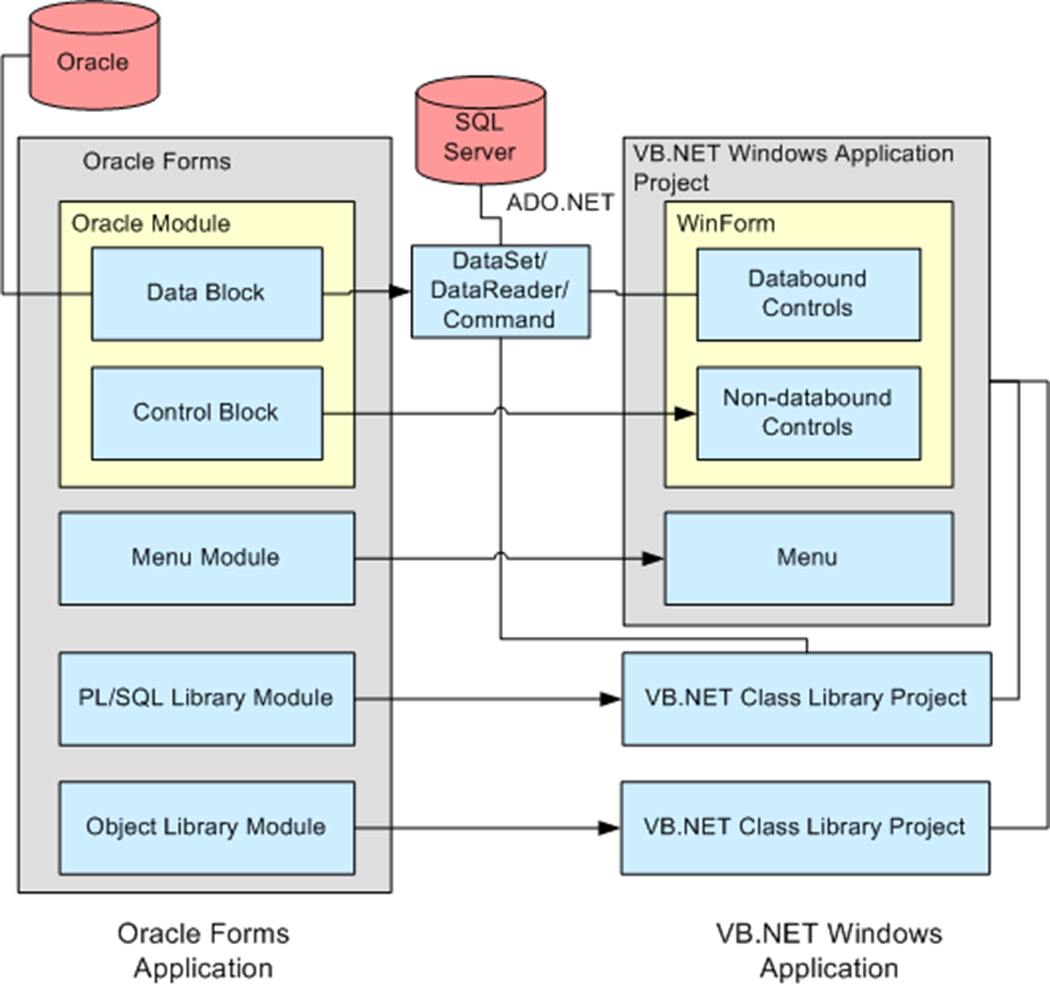 Oracle
SQL
Server
ADO.NET
Oracle Forms
Oracle Module
Data Block
Control Block
Menu Module
PL/SQL Library Module
Object Library Module
DataSet/
DataReader/
Command
VB.NET Windows Application
Project
WinForm
Databound
Controls
Non-databound
Controls
Menu
VB.NET Class Library Project
VB.NET Class Library Project
Oracle Forms
Application
VB.NET Windows
Application